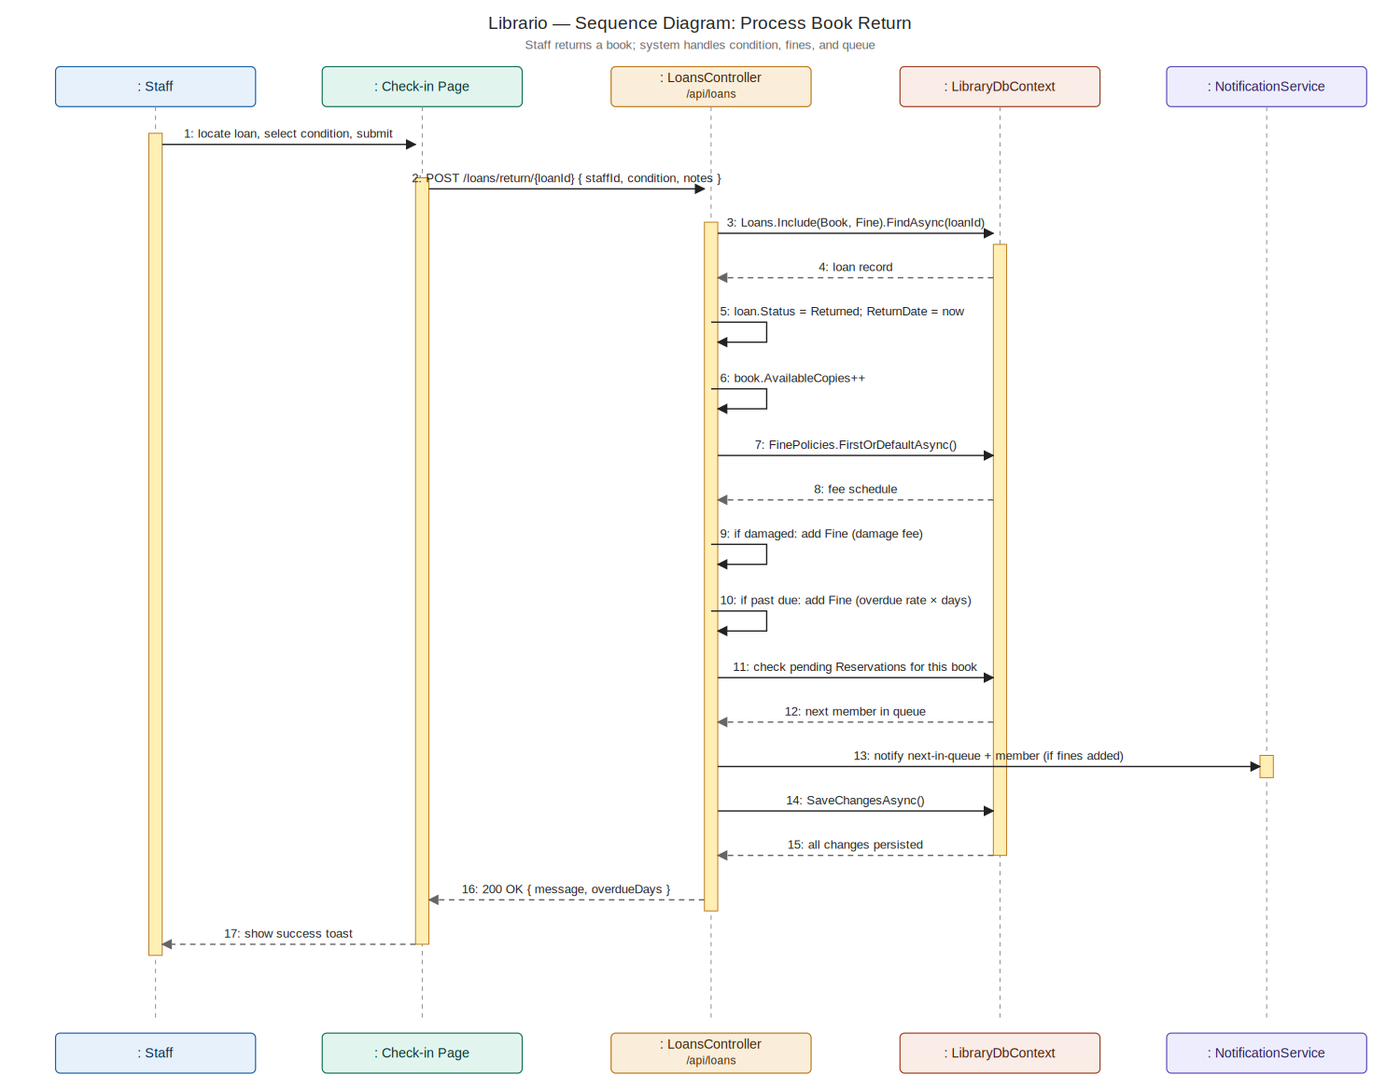 Librario — Sequence Diagram: Process Book Return
Staff returns a book; system handles condition, fines, and queue
: Staff
: Check-in Page
: LoansController
/api/loans
: LibraryDbContext
: NotificationService
1: locate loan, select condition, submit
2: POST /loans/return/{loanId} { staffId, condition, notes }
3: Loans.Include(Book, Fine).FindAsync(loanId)
4: loan record
5: loan.Status = Returned; ReturnDate = now
6: book.AvailableCopies++
7: FinePolicies.FirstOrDefaultAsync()
8: fee schedule
9: if damaged: add Fine (damage fee)
10: if past due: add Fine (overdue rate × days)
11: check pending Reservations for this book
12: next member in queue
13: notify next-in-queue + member (if fines added)
14: SaveChangesAsync()
15: all changes persisted
16: 200 OK { message, overdueDays }
17: show success toast
: Staff
: Check-in Page
: LoansController
/api/loans
: LibraryDbContext
: NotificationService